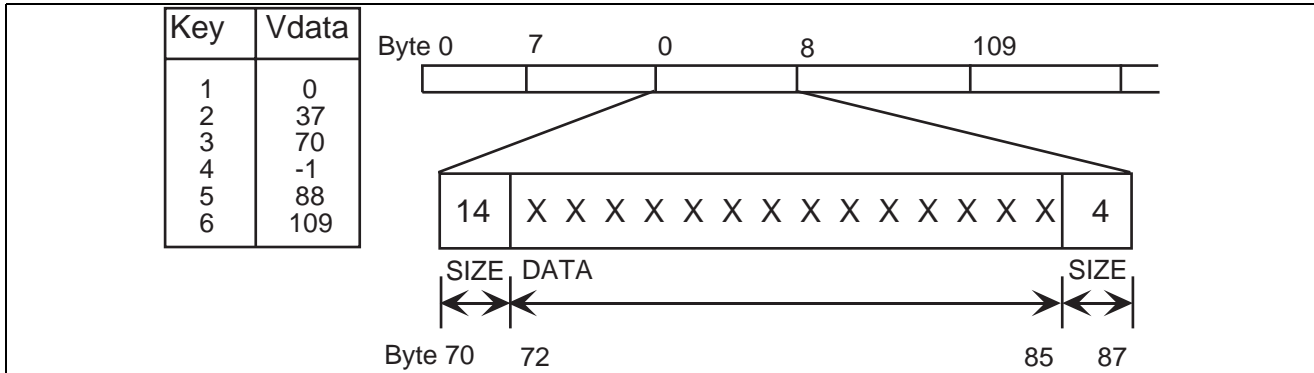 Key Vdata
1 0
2 37
3 70
4 -1
5 88
6 109
Byte 0 7 0 8 109
14 X X X X X X X X X X X X X X 4
SIZE DATA SIZE
Byte 70 72 85 87